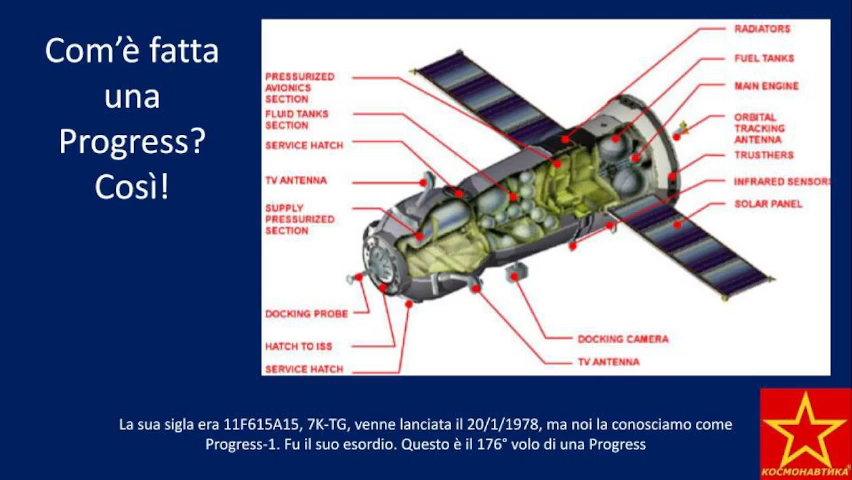 Com'è fatta
una
Progress?
Così!
PRESSURIZED
AVIONICS
SECTION
FLUID TANKS
SECTION
SERVICE HATCH
TV ANTENNA
SUPPLY
PRESSURIZED
SECTION
DOCKING PROBE
HATCH TO ISS
SERVICE HATCH
RADIATORS
FUEL TANKS
MAIN ENGINE
ORBITAL
TRACKING
ANTENNA
TRUSTHERS
INFRARED SENSORS
SOLAR PANEL
DOCKING CAMERA
TV ANTENNA
La sua sigla era 11F615A15, 7K-TG, venne lanciata il 20/1/1978, ma noi la conosciamo come
Progress-1. Fu il suo esordio. Questo è il 176° volo di una Progress
КОСМОНАВТИКА